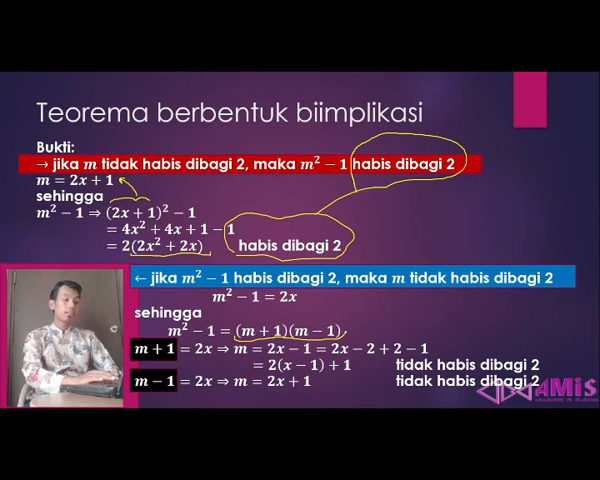 Teorema berbentuk biimplikasi
Bukti:
→ jika m tidak habis dibagi 2, maka m² − 1 habis dibagi 2
m = 2x + 1
sehingga
m² − 1 ⇒ (2x + 1)² − 1
= 4x² + 4x + 1 − 1
= 2(2x² + 2x) habis dibagi 2
← jika m² − 1 habis dibagi 2, maka m tidak habis dibagi 2
m² − 1 = 2x
sehingga
m² − 1 = (m + 1)(m − 1)
m + 1 = 2x ⇒ m = 2x − 1 = 2x − 2 + 2 − 1
= 2(x − 1) + 1 tidak habis dibagi 2
m − 1 = 2x ⇒ m = 2x + 1 tidak habis dibagi 2
AMIS